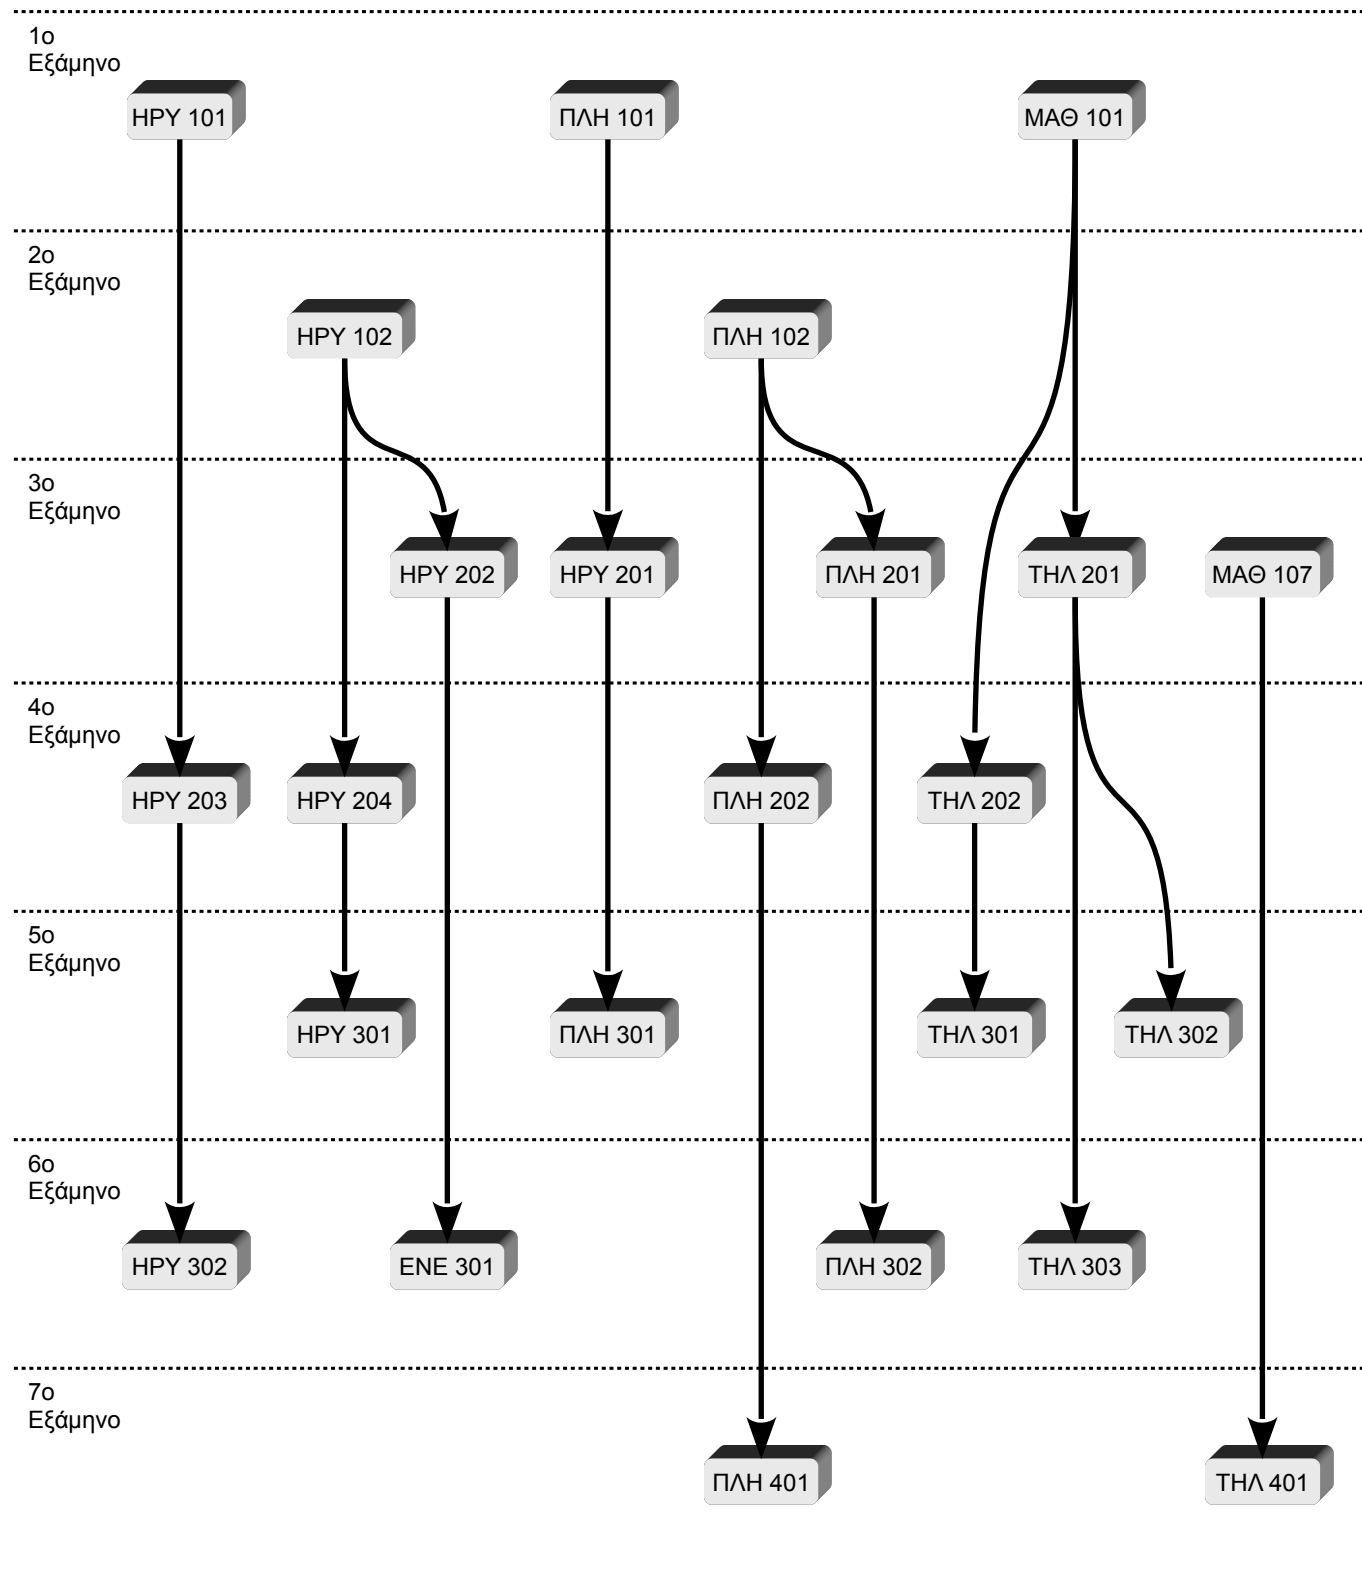 1ο
Εξάμηνο
ΗΡΥ 101
ΠΛΗ 101
ΜΑΘ 101
2ο
Εξάμηνο
ΗΡΥ 102
ΠΛΗ 102
3ο
Εξάμηνο
ΗΡΥ 202
ΗΡΥ 201
ΠΛΗ 201
ΤΗΛ 201
ΜΑΘ 107
4ο
Εξάμηνο
ΗΡΥ 203
ΗΡΥ 204
ΠΛΗ 202
ΤΗΛ 202
5ο
Εξάμηνο
ΗΡΥ 301
ΠΛΗ 301
ΤΗΛ 301
ΤΗΛ 302
6ο
Εξάμηνο
ΗΡΥ 302
ΕΝΕ 301
ΠΛΗ 302
ΤΗΛ 303
7ο
Εξάμηνο
ΠΛΗ 401
ΤΗΛ 401